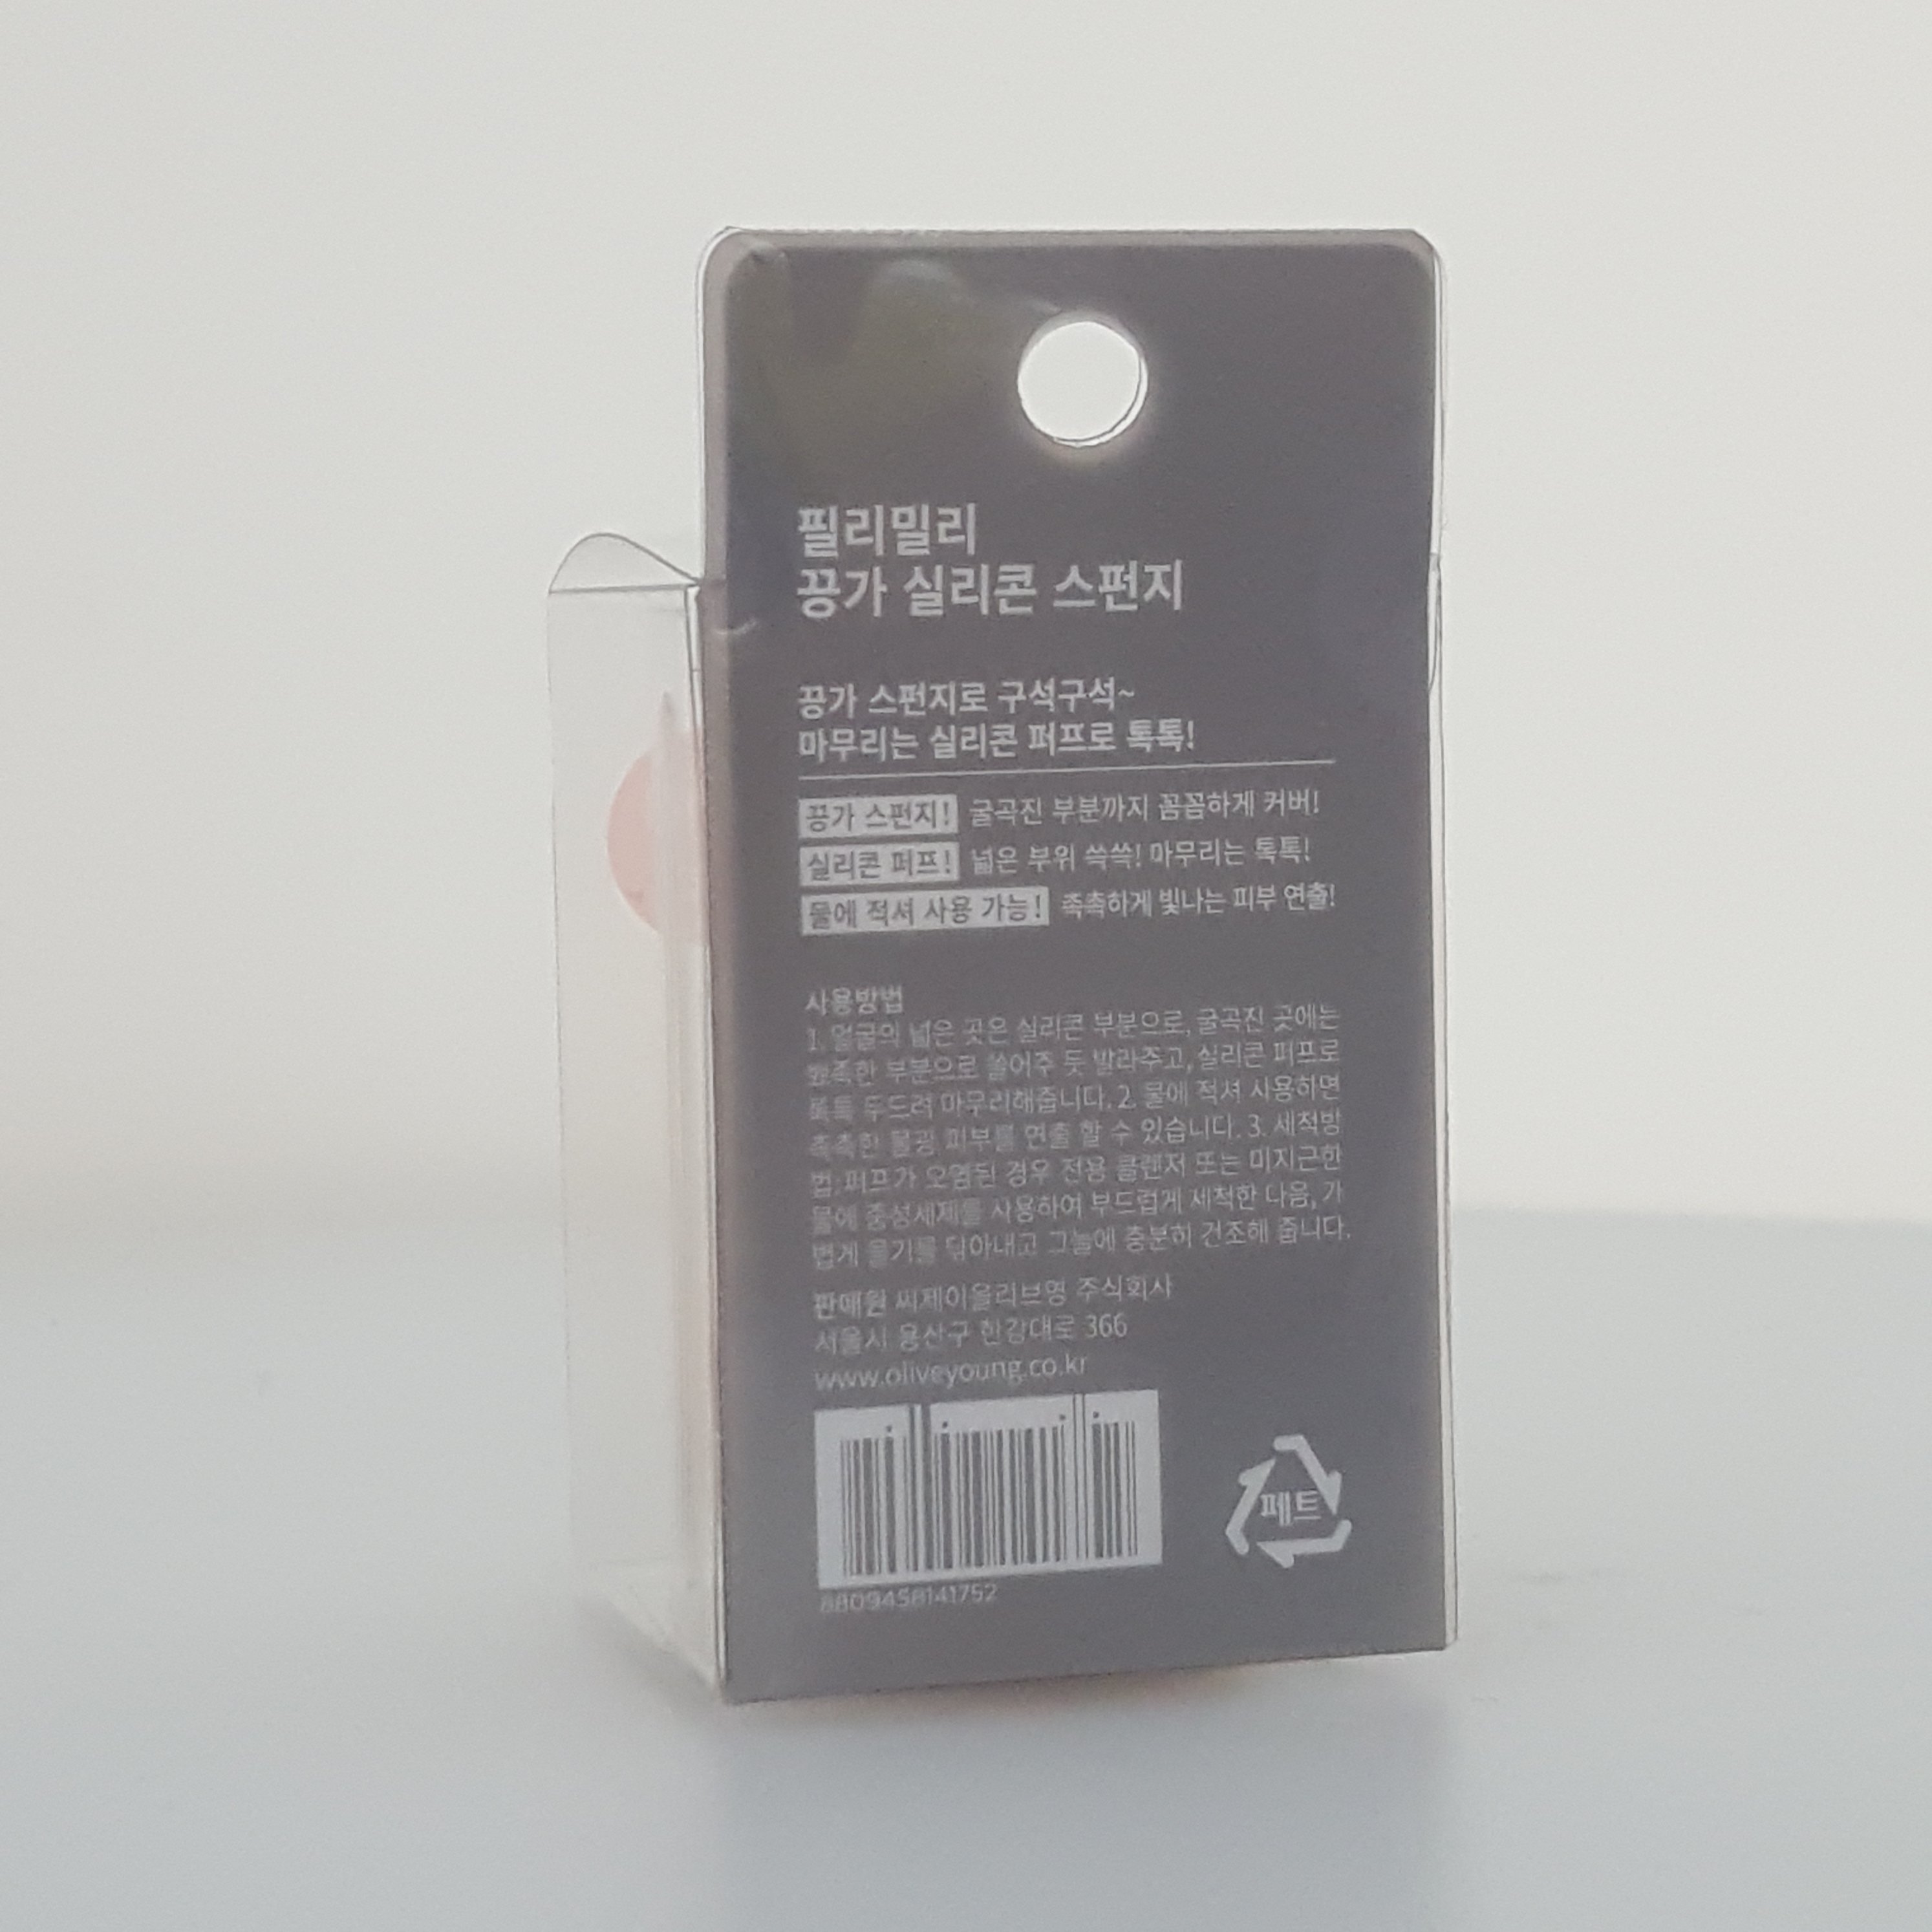 필리밀리
끙가 실리콘 스펀지
끙가 스펀지로 구석구석~
마무리는 실리콘 퍼프로 톡톡!
끙가 스펀지! 굴곡진 부분까지 꼼꼼하게 커버!
실리콘 퍼프! 넓은 부위 쓱쓱! 마무리는 톡톡!
물에 적셔 사용 가능! 촉촉하게 빛나는 피부 연출!
사용방법
1. 얼굴의 넓은 곳은 실리콘 부분으로, 굴곡진 곳에는
뾰족한 부분으로 쓸어주 듯 발라주고, 실리콘 퍼프로
톡톡 두드려 마무리해줍니다. 2. 물에 적셔 사용하면
촉촉한 물광 피부를 연출 할 수 있습니다. 3. 세척방
법: 퍼프가 오염된 경우 전용 클렌저 또는 미지근한
물에 중성세제를 사용하여 부드럽게 세척한 다음, 가
볍게 물기를 닦아내고 그늘에 충분히 건조해 줍니다.
판매원 씨제이올리브영 주식회사
서울시 용산구 한강대로 366
www.oliveyoung.co.kr
8809458141752
페트